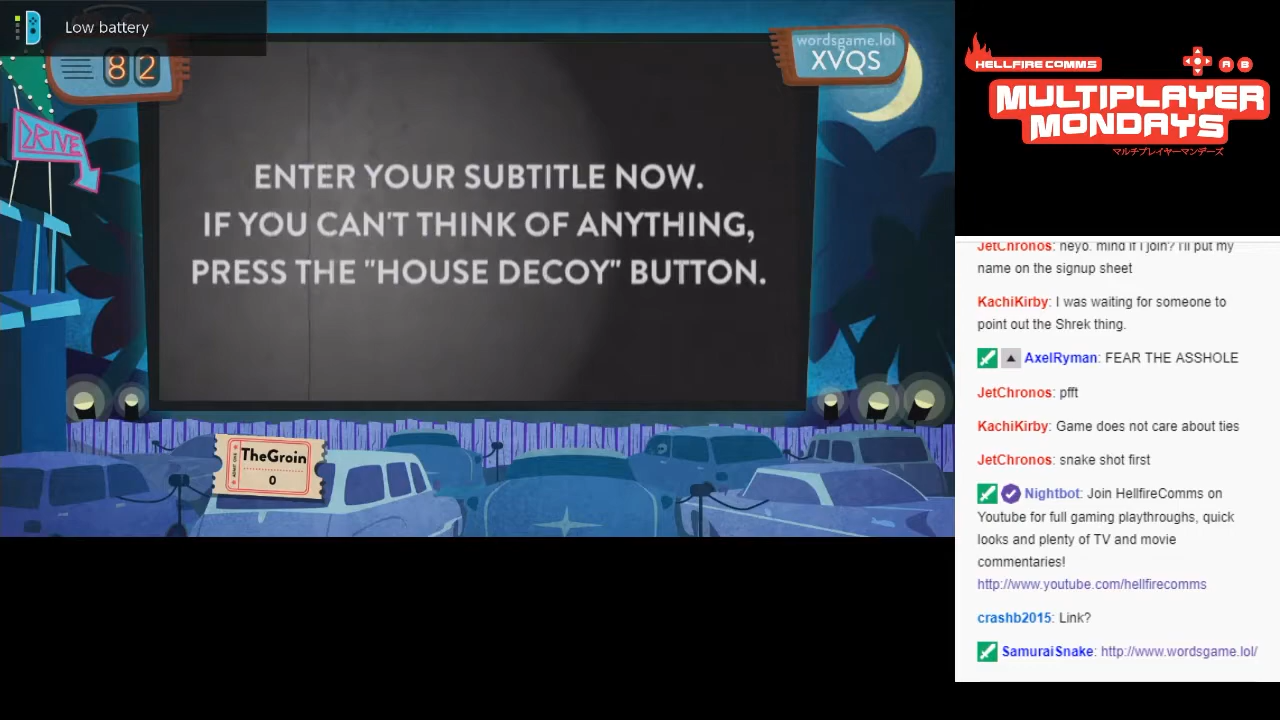 Low battery
82
wordsgame.lol
XVQS
DRIVE
ENTER YOUR SUBTITLE NOW.
IF YOU CAN'T THINK OF ANYTHING,
PRESS THE "HOUSE DECOY" BUTTON.
TheGroin
0
HELLFIRECOMMS
A B
MULTIPLAYER
MONDAYS
マルチプレイヤーマンデーズ
JetChronos: heyo. mind if I join? I'll put my
name on the signup sheet
KachiKirby: I was waiting for someone to
point out the Shrek thing.
AxelRyman: FEAR THE ASSHOLE
JetChronos: pfft
KachiKirby: Game does not care about ties
JetChronos: snake shot first
Nightbot: Join HellfireComms on
Youtube for full gaming playthroughs, quick
looks and plenty of TV and movie
commentaries!
http://www.youtube.com/hellfirecomms
crashb2015: Link?
SamuraiSnake: http://www.wordsgame.lol/